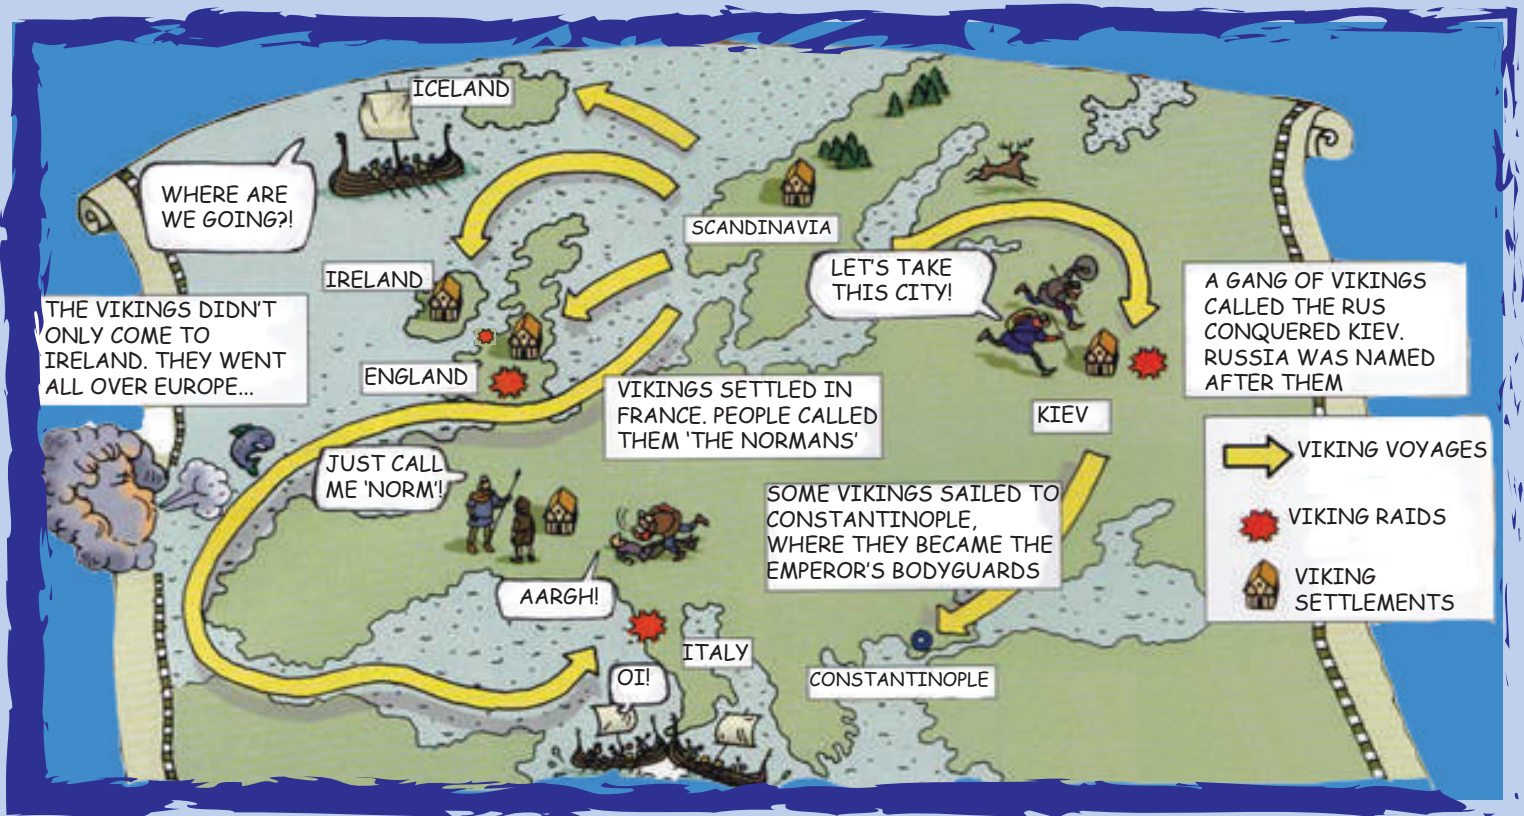 ICELAND
WHERE ARE
WE GOING?!
SCANDINAVIA
IRELAND
LET'S TAKE
THIS CITY!
A GANG OF VIKINGS
CALLED THE RUS
CONQUERED KIEV.
RUSSIA WAS NAMED
AFTER THEM
THE VIKINGS DIDN'T
ONLY COME TO
IRELAND. THEY WENT
ALL OVER EUROPE...
ENGLAND
VIKINGS SETTLED IN
FRANCE. PEOPLE CALLED
THEM 'THE NORMANS'
KIEV
VIKING VOYAGES
VIKING RAIDS
VIKING
SETTLEMENTS
JUST CALL
ME 'NORM'!
SOME VIKINGS SAILED TO
CONSTANTINOPLE,
WHERE THEY BECAME THE
EMPEROR'S BODYGUARDS
AARGH!
ITALY
OI!
CONSTANTINOPLE